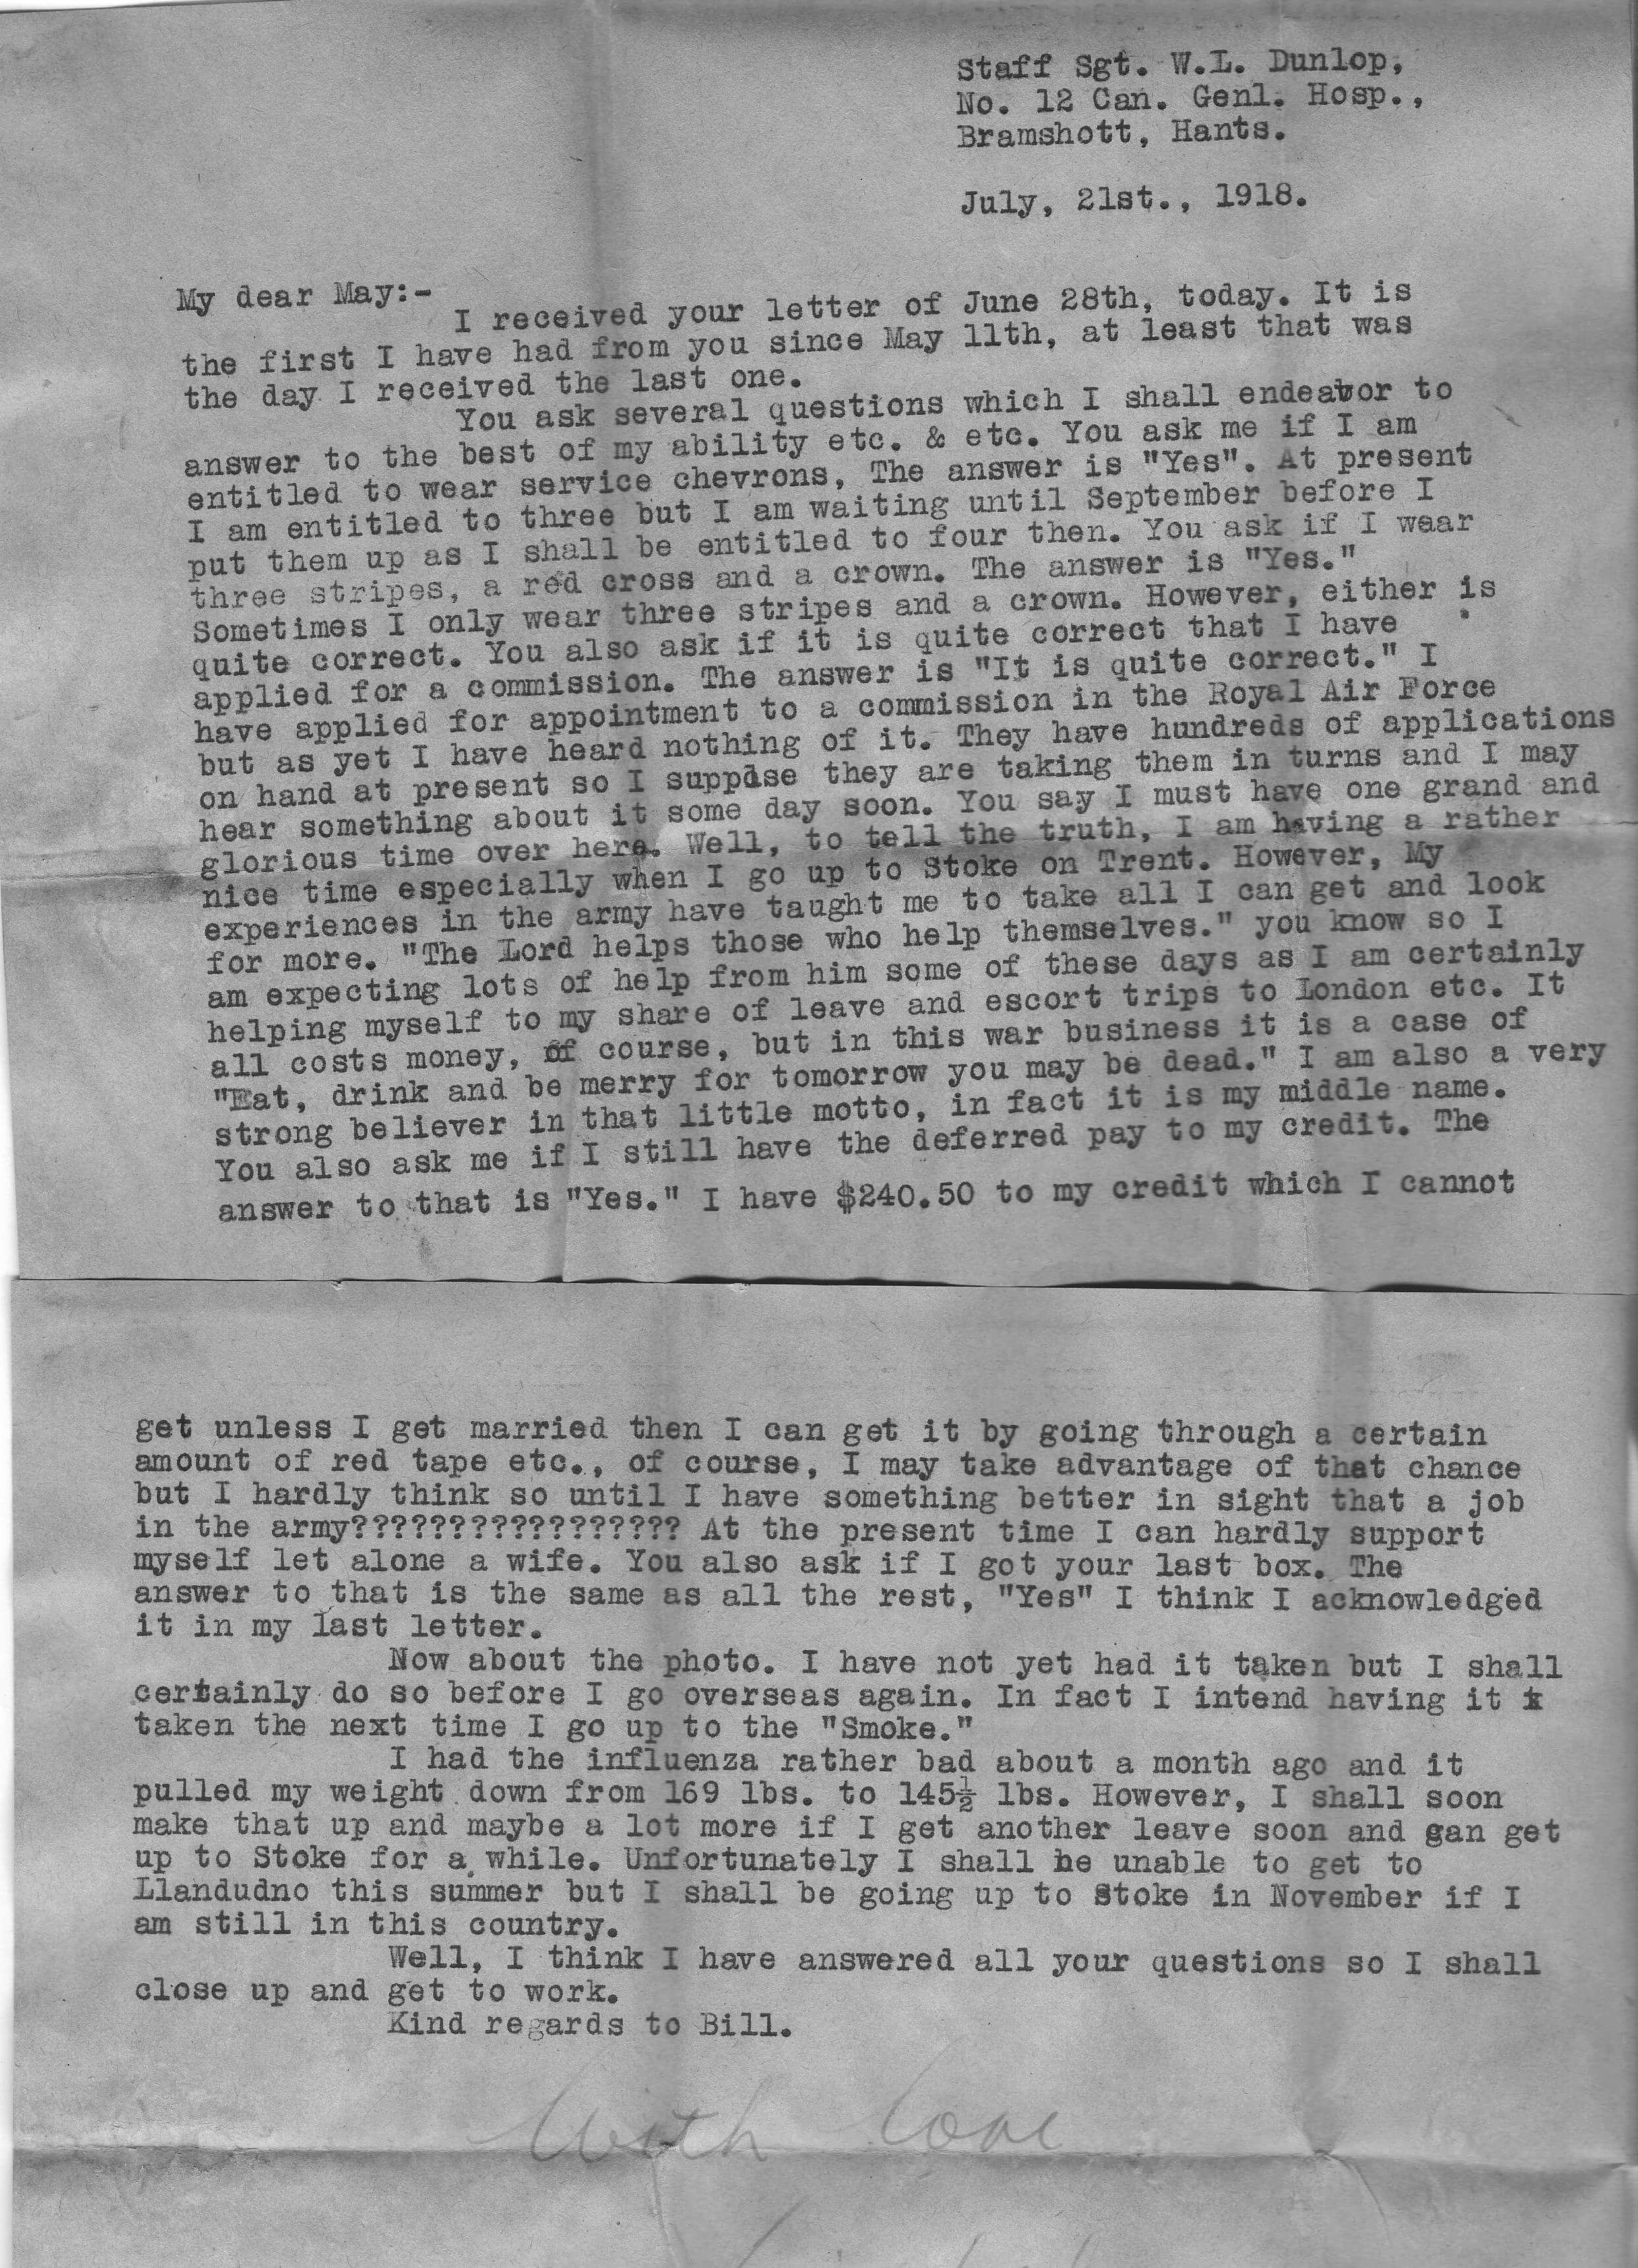 Staff Sgt. W.L. Dunlop,
No. 12 Can. Genl. Hosp.,
Bramshott, Hants.
July, 21st., 1918.
My dear May:-
I received your letter of June 28th, today. It is
the first I have had from you since May 11th, at least that was
the day I received the last one.
You ask several questions which I shall endeavor to
answer to the best of my ability etc. & etc. You ask me if I am
entitled to wear service chevrons, The answer is "Yes". At present
I am entitled to three but I am waiting until September before I
put them up as I shall be entitled to four then. You ask if I wear
three stripes, a red cross and a crown. The answer is "Yes."
Sometimes I only wear three stripes and a crown. However, either is
quite correct. You also ask if it is quite correct that I have
applied for a commission. The answer is "It is quite correct." I
have applied for appointment to a commission in the Royal Air Force
but as yet I have heard nothing of it. They have hundreds of applications
on hand at present so I suppose they are taking them in turns and I may
hear something about it some day soon. You say I must have one grand and
glorious time over here. Well, to tell the truth, I am having a rather
nice time especially when I go up to Stoke on Trent. However, My
experiences in the army have taught me to take all I can get and look
for more. "The Lord helps those who help themselves." you know so I
am expecting lots of help from him some of these days as I am certainly
helping myself to my share of leave and escort trips to London etc. It
all costs money, of course, but in this war business it is a case of
"Eat, drink and be merry for tomorrow you may be dead." I am also a very
strong believer in that little motto, in fact it is my middle name.
You also ask me if I still have the deferred pay to my credit. The
answer to that is "Yes." I have $240.50 to my credit which I cannot
get unless I get married then I can get it by going through a certain
amount of red tape etc., of course, I may take advantage of that chance
but I hardly think so until I have something better in sight that a job
in the army????????????????? At the present time I can hardly support
myself let alone a wife. You also ask if I got your last box. The
answer to that is the same as all the rest, "Yes" I think I acknowledged
it in my last letter.
Now about the photo. I have not yet had it taken but I shall
certainly do so before I go overseas again. In fact I intend having it x
taken the next time I go up to the "Smoke."
I had the influenza rather bad about a month ago and it
pulled my weight down from 169 lbs. to 145½ lbs. However, I shall soon
make that up and maybe a lot more if I get another leave soon and gan get
up to Stoke for a while. Unfortunately I shall be unable to get to
Llandudno this summer but I shall be going up to Stoke in November if I
am still in this country.
Well, I think I have answered all your questions so I shall
close up and get to work.
Kind regards to Bill.
With love